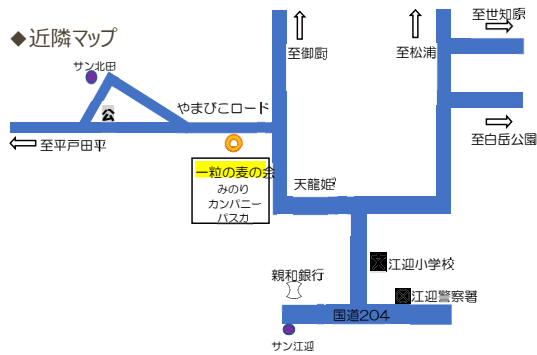 ◆近隣マップ
至世知原
至御厨
至松浦
サン北田
公
やまびこロード
至平戸田平
至白岳公園
一粒の麦の会
みのり
カンパニー
パスカ
天龍姫
江迎小学校
親和銀行
江迎警察署
国道204
サン江迎